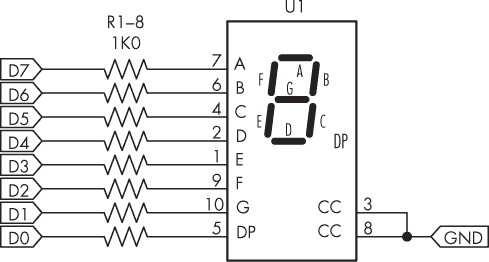 U1
R1–8
1K0
D7 7 A
D6 6 B
D5 4 C
D4 2 D
D3 1 E
D2 9 F
D1 10 G CC 3
D0 5 DP CC 8 GND
A
F B
G
E C
D
DP